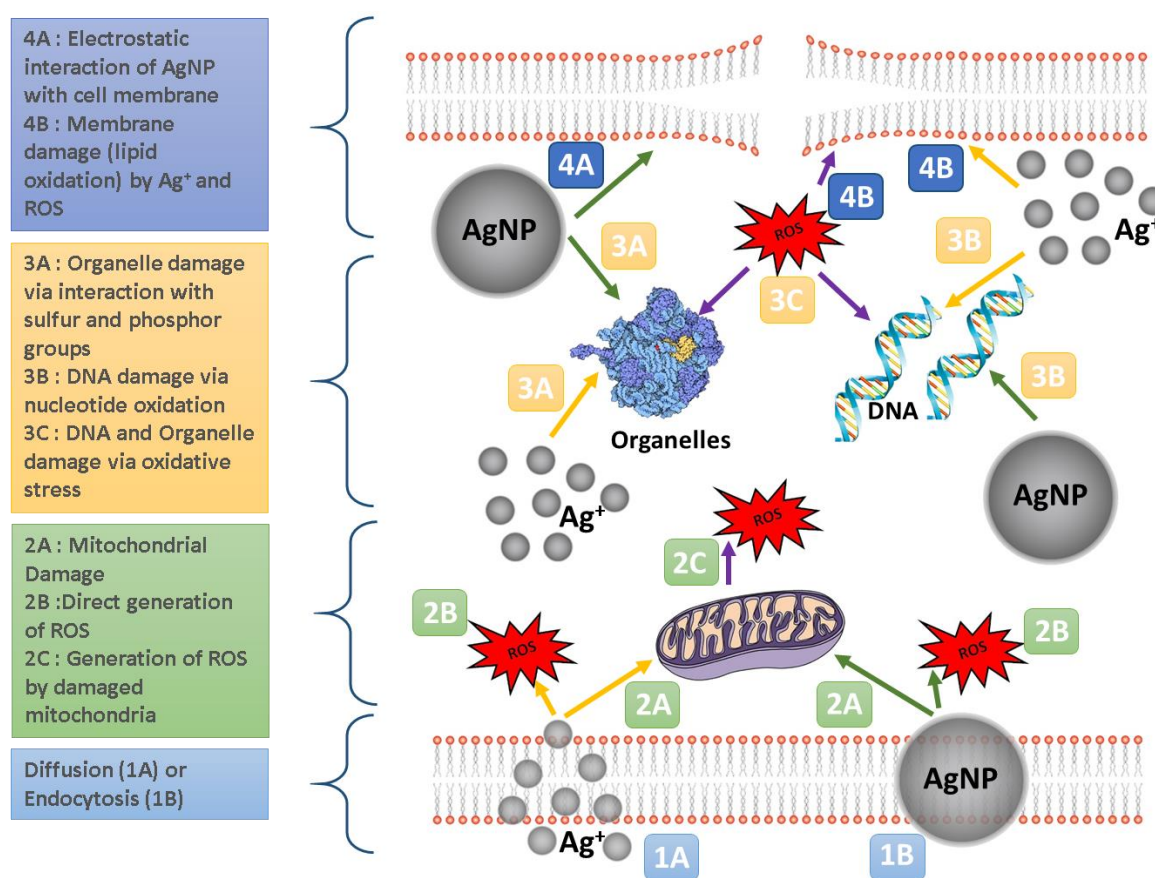 4A : Electrostatic
interaction of AgNP
with cell membrane
4B : Membrane
damage (lipid
oxidation) by Ag⁺ and
ROS
3A : Organelle damage
via interaction with
sulfur and phosphor
groups
3B : DNA damage via
nucleotide oxidation
3C : DNA and Organelle
damage via oxidative
stress
2A : Mitochondrial
Damage
2B :Direct generation
of ROS
2C : Generation of ROS
by damaged
mitochondria
Diffusion (1A) or
Endocytosis (1B)
4A
4B
4B
AgNP
ROS
Ag⁺
3A
3C
3B
3A
Organelles
DNA
3B
Ag⁺
AgNP
ROS
2C
2B
ROS
ROS
2B
2A
2A
AgNP
Ag⁺
1A
1B